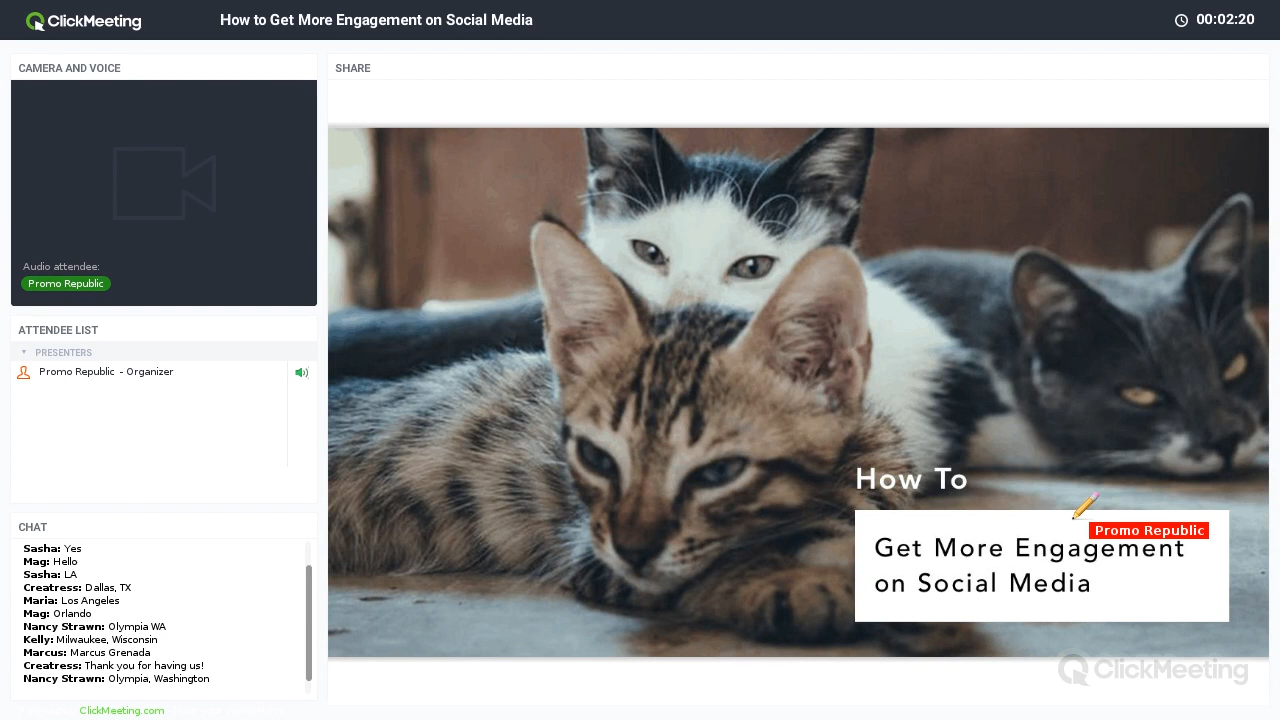 ClickMeeting
How to Get More Engagement on Social Media
00:02:20
CAMERA AND VOICE
Audio attendee:
Promo Republic
ATTENDEE LIST
PRESENTERS
Promo Republic - Organizer
CHAT
Sasha: Yes
Mag: Hello
Sasha: LA
Creatress: Dallas, TX
Maria: Los Angeles
Mag: Orlando
Nancy Strawn: Olympia WA
Kelly: Milwaukee, Wisconsin
Marcus: Marcus Grenada
Creatress: Thank you for having us!
Nancy Strawn: Olympia, Washington
ClickMeeting.com
SHARE
How To
Promo Republic
Get More Engagement
on Social Media
ClickMeeting